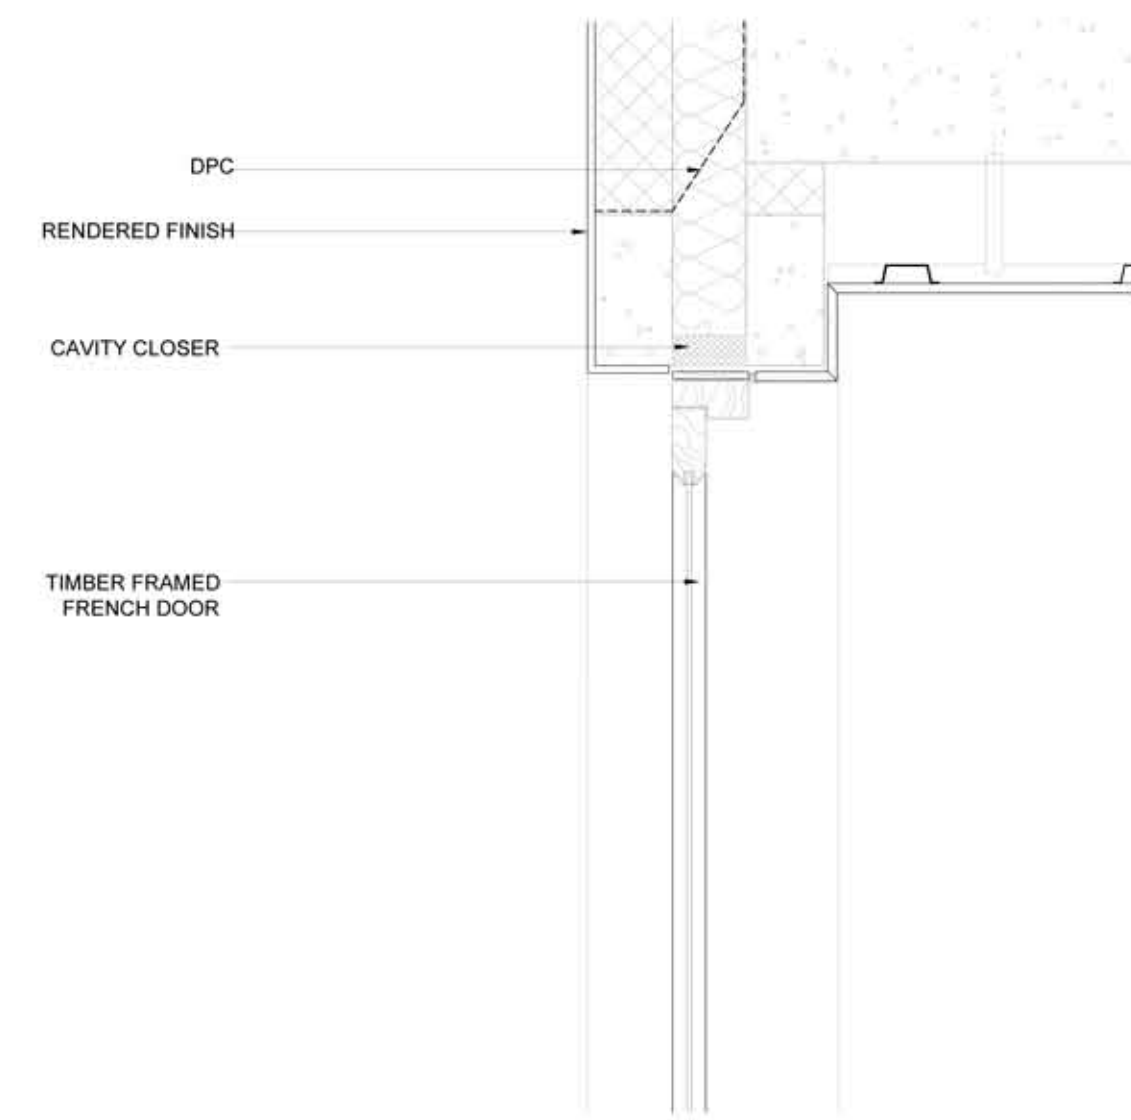 DPC
RENDERED FINISH
CAVITY CLOSER
TIMBER FRAMED
FRENCH DOOR